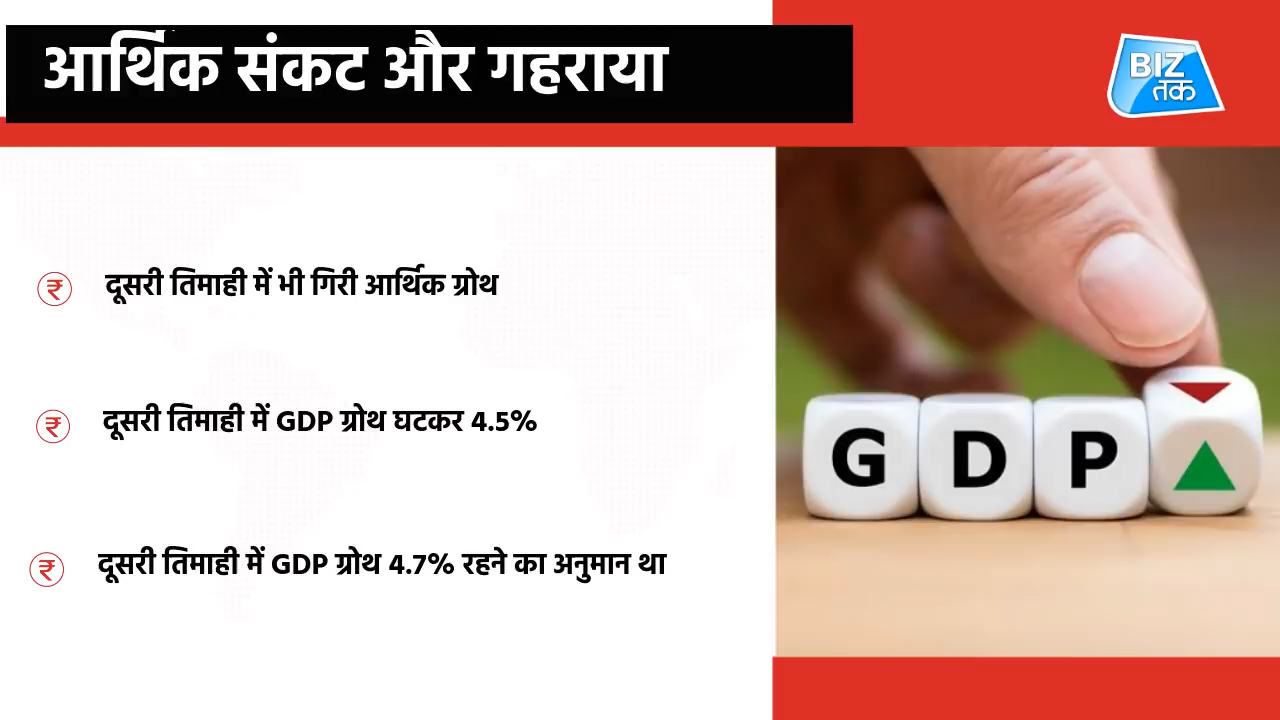 आर्थिक संकट और गहराया
BIZ
तक
दूसरी तिमाही में भी गिरी आर्थिक ग्रोथ
दूसरी तिमाही में GDP ग्रोथ घटकर 4.5%
दूसरी तिमाही में GDP ग्रोथ 4.7% रहने का अनुमान था
GDP